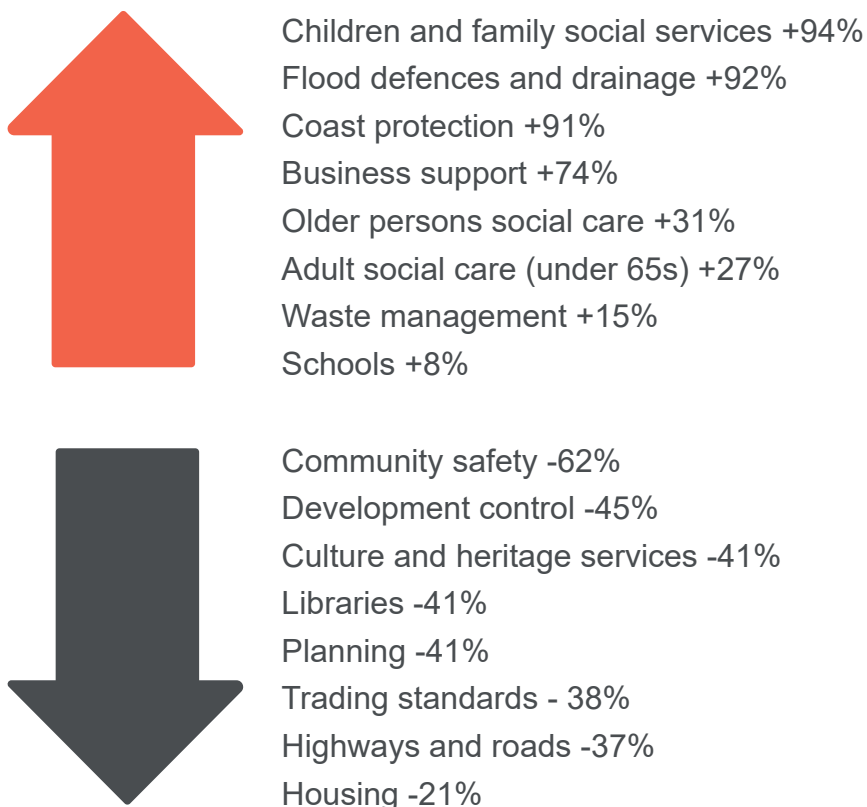 Children and family social services +94%
Flood defences and drainage +92%
Coast protection +91%
Business support +74%
Older persons social care +31%
Adult social care (under 65s) +27%
Waste management +15%
Schools +8%
Community safety -62%
Development control -45%
Culture and heritage services -41%
Libraries -41%
Planning -41%
Trading standards - 38%
Highways and roads -37%
Housing -21%